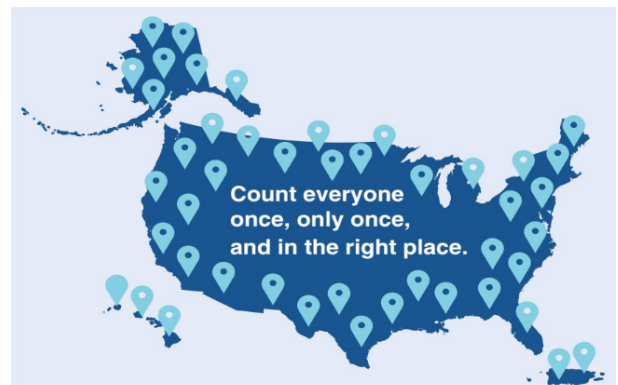 Count everyone
once, only once,
and in the right place.